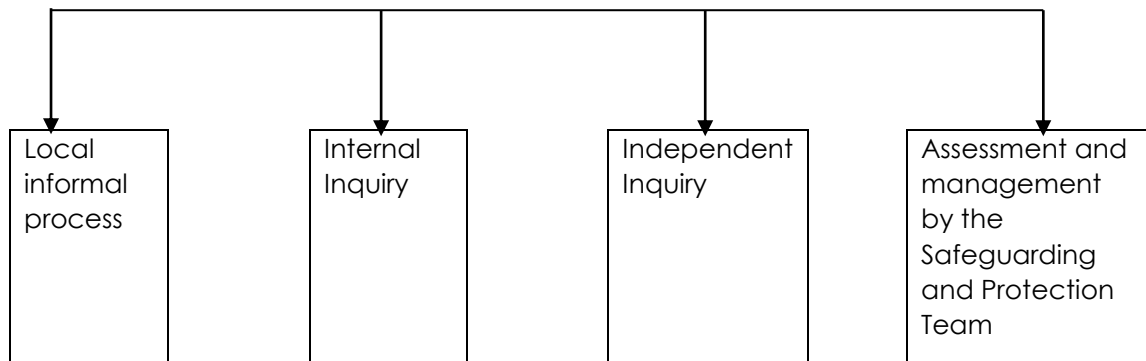 Local
informal
process
Internal
Inquiry
Independent
Inquiry
Assessment and
management
by the
Safeguarding
and Protection
Team